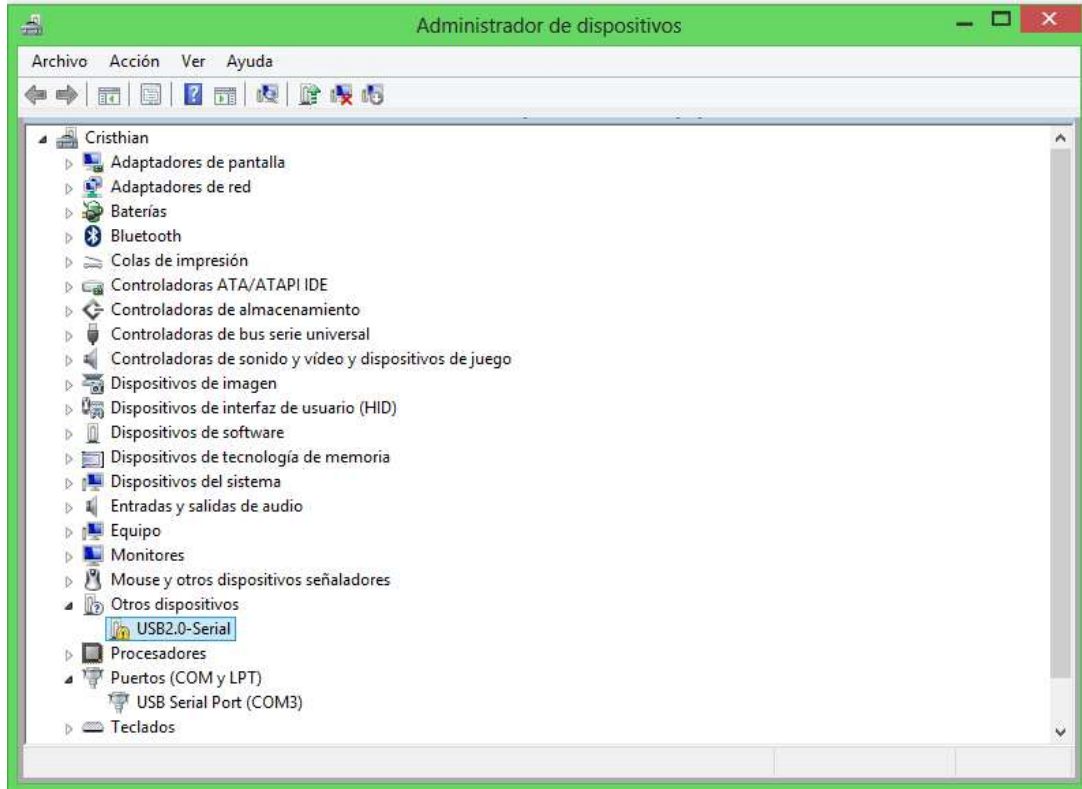 Administrador de dispositivos
Archivo Acción Ver Ayuda
Cristhian
Adaptadores de pantalla
Adaptadores de red
Baterías
Bluetooth
Colas de impresión
Controladoras ATA/ATAPI IDE
Controladoras de almacenamiento
Controladoras de bus serie universal
Controladoras de sonido y vídeo y dispositivos de juego
Dispositivos de imagen
Dispositivos de interfaz de usuario (HID)
Dispositivos de software
Dispositivos de tecnología de memoria
Dispositivos del sistema
Entradas y salidas de audio
Equipo
Monitores
Mouse y otros dispositivos señaladores
Otros dispositivos
USB2.0-Serial
Procesadores
Puertos (COM y LPT)
USB Serial Port (COM3)
Teclados